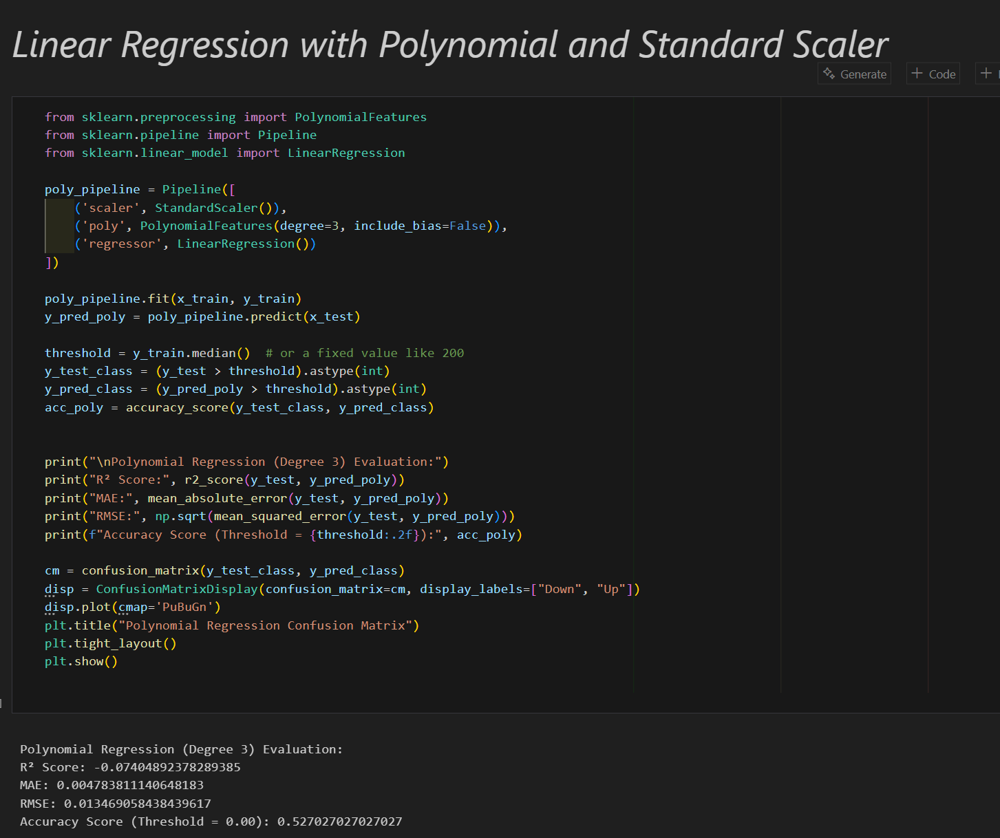 Linear Regression with Polynomial and Standard Scaler
Generate
+ Code
+
from sklearn.preprocessing import PolynomialFeatures
from sklearn.pipeline import Pipeline
from sklearn.linear_model import LinearRegression
poly_pipeline = Pipeline([
    ('scaler', StandardScaler()),
    ('poly', PolynomialFeatures(degree=3, include_bias=False)),
    ('regressor', LinearRegression())
])
poly_pipeline.fit(x_train, y_train)
y_pred_poly = poly_pipeline.predict(x_test)
threshold = y_train.median()  # or a fixed value like 200
y_test_class = (y_test > threshold).astype(int)
y_pred_class = (y_pred_poly > threshold).astype(int)
acc_poly = accuracy_score(y_test_class, y_pred_class)
print("\nPolynomial Regression (Degree 3) Evaluation:")
print("R² Score:", r2_score(y_test, y_pred_poly))
print("MAE:", mean_absolute_error(y_test, y_pred_poly))
print("RMSE:", np.sqrt(mean_squared_error(y_test, y_pred_poly)))
print(f"Accuracy Score (Threshold = {threshold:.2f}):", acc_poly)
cm = confusion_matrix(y_test_class, y_pred_class)
disp = ConfusionMatrixDisplay(confusion_matrix=cm, display_labels=["Down", "Up"])
disp.plot(cmap='PuBuGn')
plt.title("Polynomial Regression Confusion Matrix")
plt.tight_layout()
plt.show()
Polynomial Regression (Degree 3) Evaluation:
R² Score: -0.07404892378289385
MAE: 0.004783811140648183
RMSE: 0.013469058438439617
Accuracy Score (Threshold = 0.00): 0.527027027027027